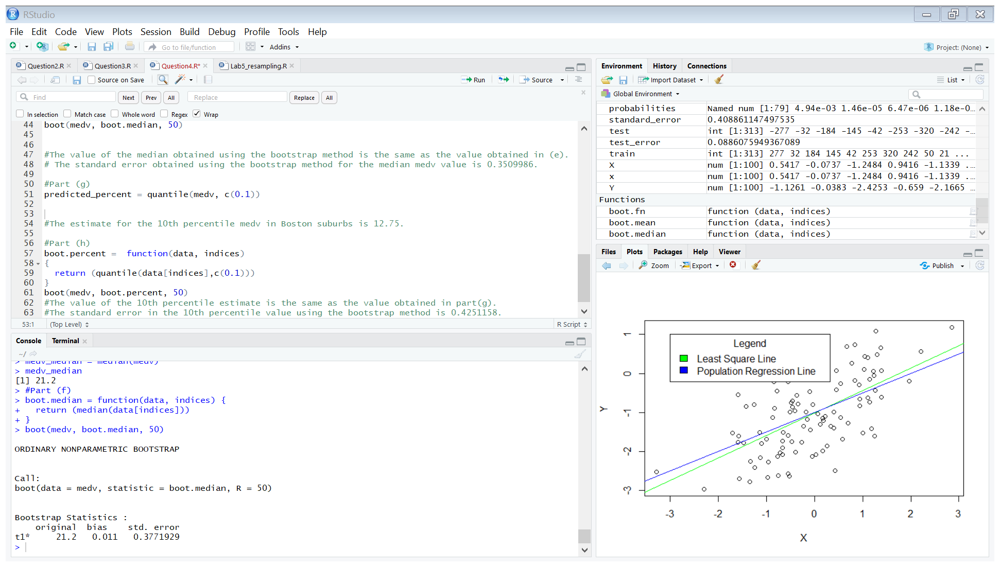 RStudio
File Edit Code View Plots Session Build Debug Profile Tools Help
Go to file/function Addins Project: (None)
Question2.R Question3.R Question4.R* Lab5_resampling.R
Source on Save Run Source
Find Next Prev All Replace Replace All
In selection Match case Whole word Regex Wrap
44 boot(medv, boot.median, 50)
45
46
47 #The value of the median obtained using the bootstrap method is the same as the value obtained in (e).
48 # The standard error obtained using the bootstrap method for the median medv value is 0.3509986.
49
50 #Part (g)
51 predicted_percent = quantile(medv, c(0.1))
52
53
54 #The estimate for the 10th percentile medv in Boston suburbs is 12.75.
55
56 #Part (h)
57 boot.percent =  function(data, indices)
58 {
59   return (quantile(data[indices],c(0.1)))
60 }
61 boot(medv, boot.percent, 50)
62 #The value of the 10th percentile estimate is the same as the value obtained in part(g).
63 #The standard error in the 10th percentile value using the bootstrap method is 0.4251158.
53:1 (Top Level) R Script
Console Terminal
~/
> medv_median = median(medv)
> medv_median
[1] 21.2
> #Part (f)
> boot.median = function(data, indices) {
+   return (median(data[indices]))
+ }
> boot(medv, boot.median, 50)
ORDINARY NONPARAMETRIC BOOTSTRAP
Call:
boot(data = medv, statistic = boot.median, R = 50)
Bootstrap Statistics :
    original  bias    std. error
t1*     21.2   0.011   0.3771929
>
Environment History Connections
Import Dataset List
Global Environment
probabilities Named num [1:79] 4.94e-03 1.46e-05 6.47e-06 1.18e-0…
standard_error 0.408861147497535
test int [1:313] -277 -32 -184 -145 -42 -253 -320 -242 -…
test_error 0.0886075949367089
train int [1:313] 277 32 184 145 42 253 320 242 50 21 ...
X num [1:100] 0.5417 -0.0737 -1.2484 0.9416 -1.1339 .…
x num [1:100] 0.5417 -0.0737 -1.2484 0.9416 -1.1339 .…
Y num [1:100] -1.1261 -0.0383 -2.4253 -0.659 -2.1665 …
Functions
boot.fn function (data, indices)
boot.mean function (data, indices)
boot.median function (data, indices)
Files Plots Packages Help Viewer
Zoom Export Publish
Legend
Least Square Line
Population Regression Line
1
0
-1
-2
-3
Y
-3 -2 -1 0 1 2 3
X